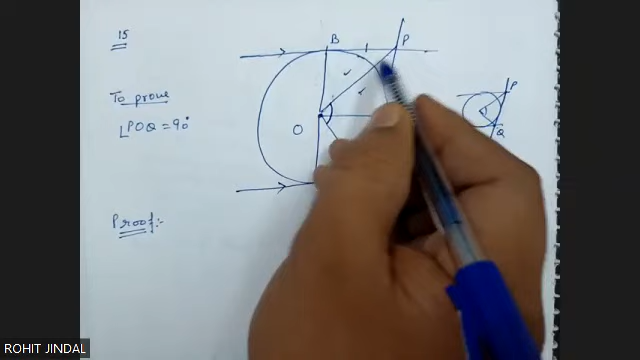 15
B
P
To prove
∟POQ = 90°
O
P
Q
Proof:-
ROHIT JINDAL